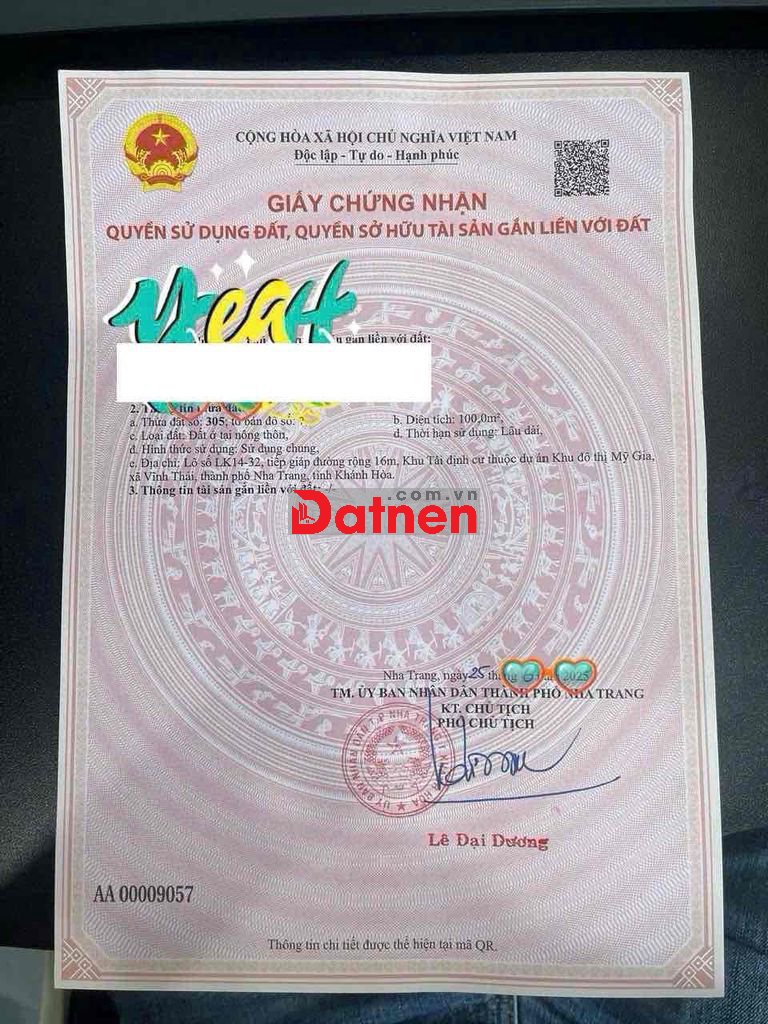 CỘNG HÒA XÃ HỘI CHỦ NGHĨA VIỆT NAM
Độc lập - Tự do - Hạnh phúc
GIẤY CHỨNG NHẬN
QUYỀN SỬ DỤNG ĐẤT, QUYỀN SỞ HỮU TÀI SẢN GẮN LIỀN VỚI ĐẤT
YEAH
gắn liền với đất:
a. Thửa đất số: 305, tờ bản đồ số: b. Diện tích: 100,0m²,
c. Loại đất: Đất ở tại nông thôn, d. Thời hạn sử dụng: Lâu dài,
đ. Hình thức sử dụng: Sử dụng chung,
e. Địa chỉ: Lô số LK14-32, tiếp giáp đường rộng 16m, Khu Tái định cư thuộc dự án Khu đô thị Mỹ Gia,
xã Vĩnh Thái, thành phố Nha Trang, tỉnh Khánh Hòa.
3. Thông tin tài sản gắn liền với đất: -/-
.com.vn
Datnen
Nha Trang, ngày 25 2025
TM. ỦY BAN NHÂN DÂN THÀNH PHỐ NHA TRANG
KT. CHỦ TỊCH
PHÓ CHỦ TỊCH
Lê Đại Dương
AA 00009057
Thông tin chi tiết được thể hiện tại mã QR.